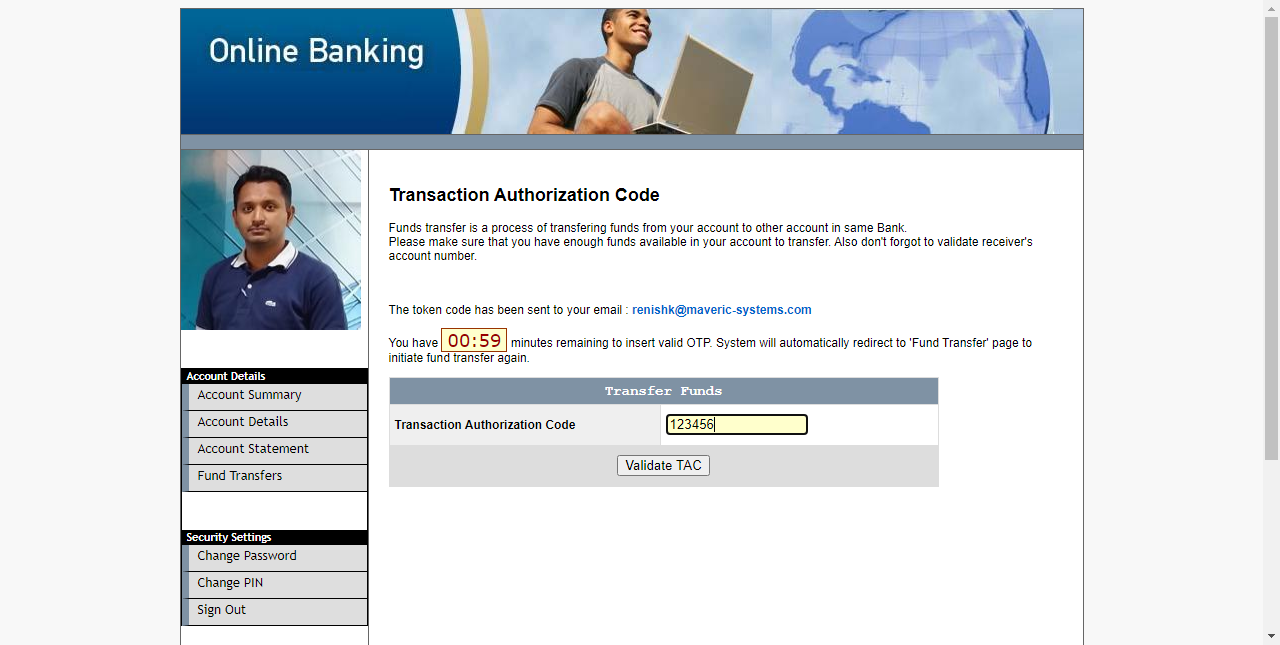 Online Banking
Transaction Authorization Code
Funds transfer is a process of transfering funds from your account to other account in same Bank.
Please make sure that you have enough funds available in your account to transfer. Also don't forgot to validate receiver's
account number.
The token code has been sent to your email : renishk@maveric-systems.com
You have 00:59 minutes remaining to insert valid OTP. System will automatically redirect to 'Fund Transfer' page to
initiate fund transfer again.
Transfer Funds
Transaction Authorization Code 123456
Validate TAC
Account Details
Account Summary
Account Details
Account Statement
Fund Transfers
Security Settings
Change Password
Change PIN
Sign Out